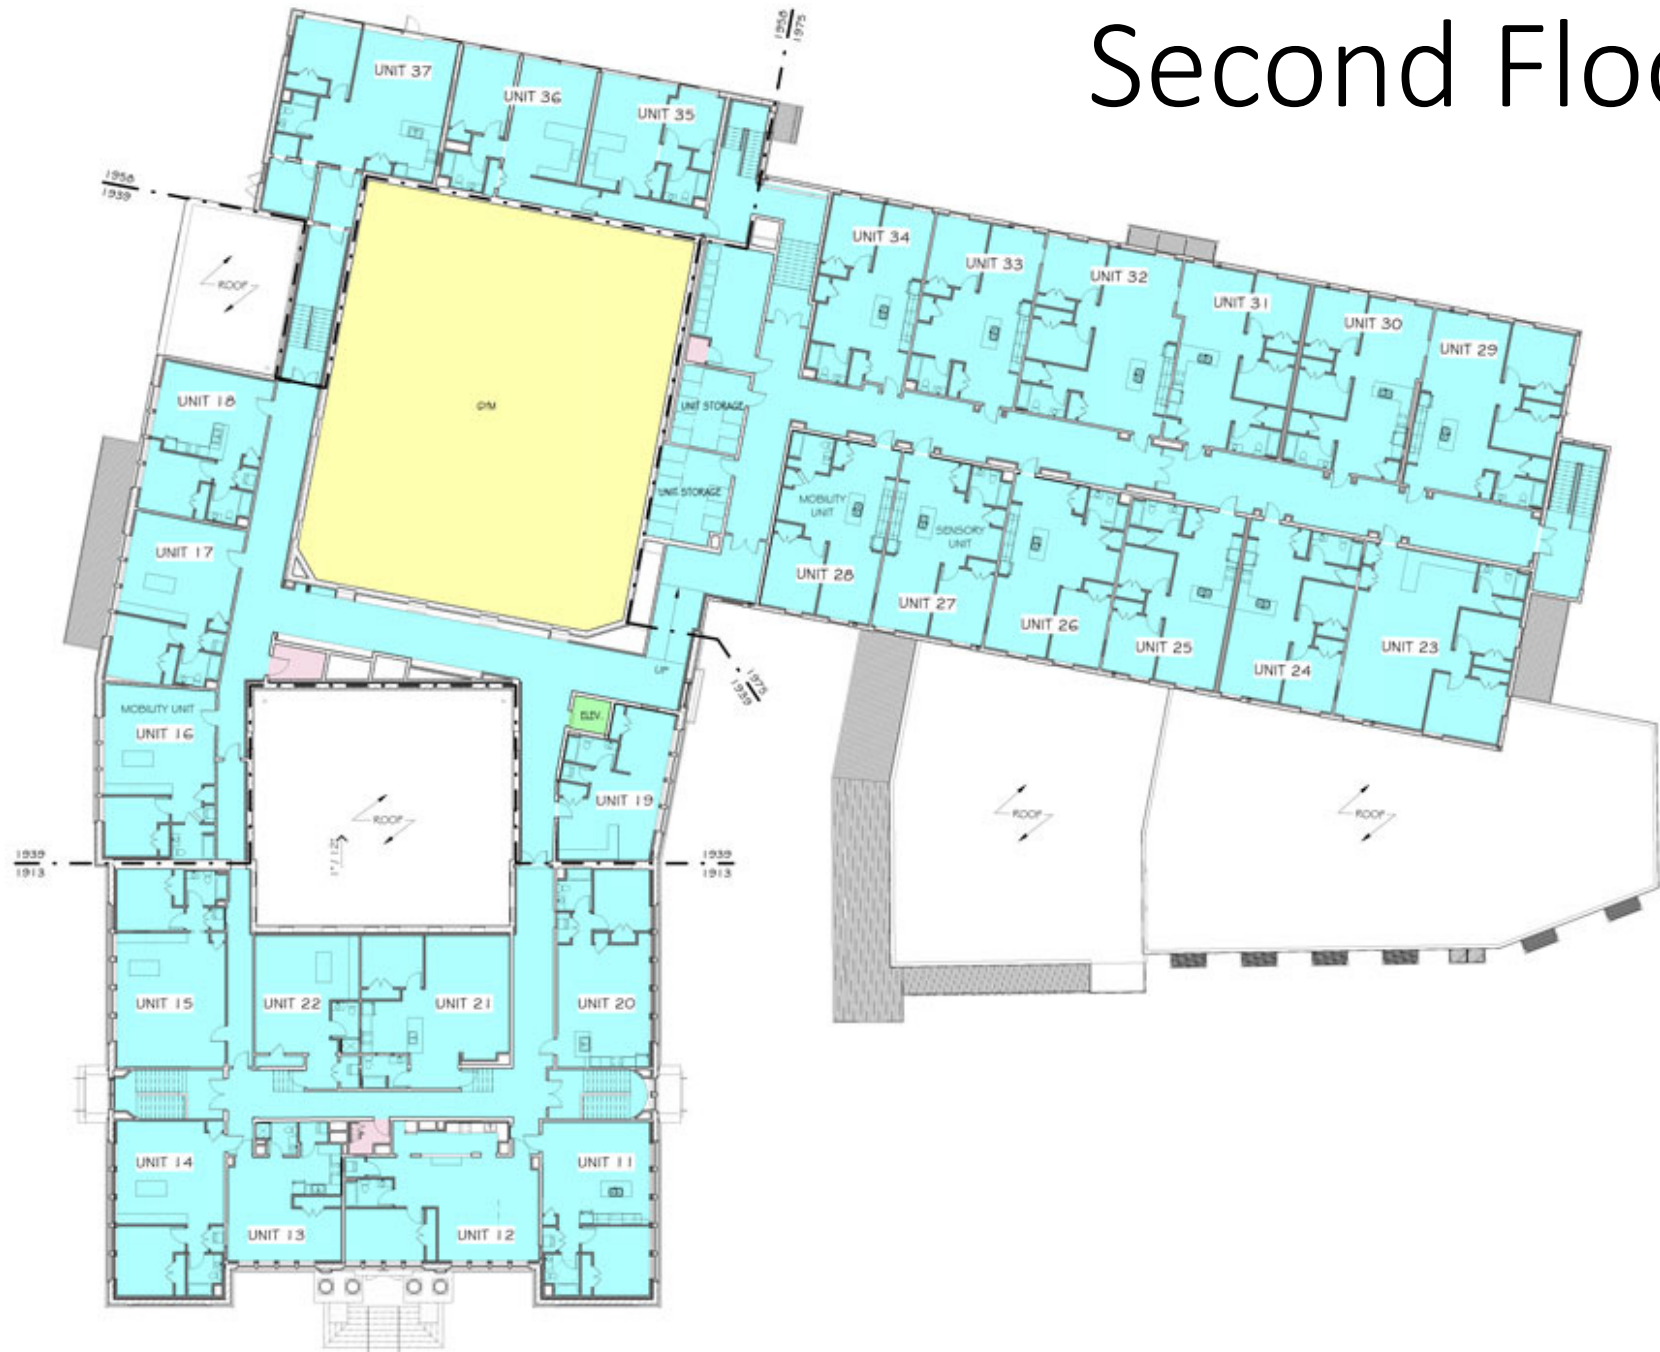 Second Floo
1958
1975
UNIT 37
UNIT 36
UNIT 35
1958
1939
ROOF
UNIT 34
UNIT 33
UNIT 32
UNIT 31
UNIT 30
UNIT 29
UNIT 18
GYM
UNIT STORAGE
UNIT STORAGE
MOBILITY
UNIT
SENSORY
UNIT
UNIT 17
UNIT 28
UNIT 27
UNIT 26
UNIT 25
UNIT 24
UNIT 23
UP
1975
1939
MOBILITY UNIT
UNIT 16
ELEV.
UNIT 19
ROOF
ROOF
ROOF
1939
1913
1939
1913
UNIT 15
UNIT 22
UNIT 21
UNIT 20
UNIT 14
UNIT 11
UNIT 13
UNIT 12